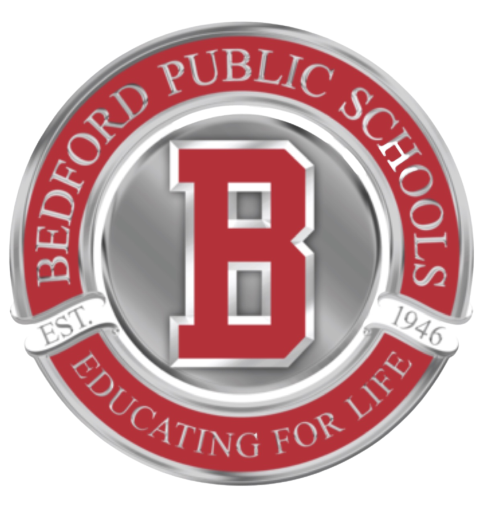 BEDFORD PUBLIC SCHOOLS
B
EST. 1946
EDUCATING FOR LIFE